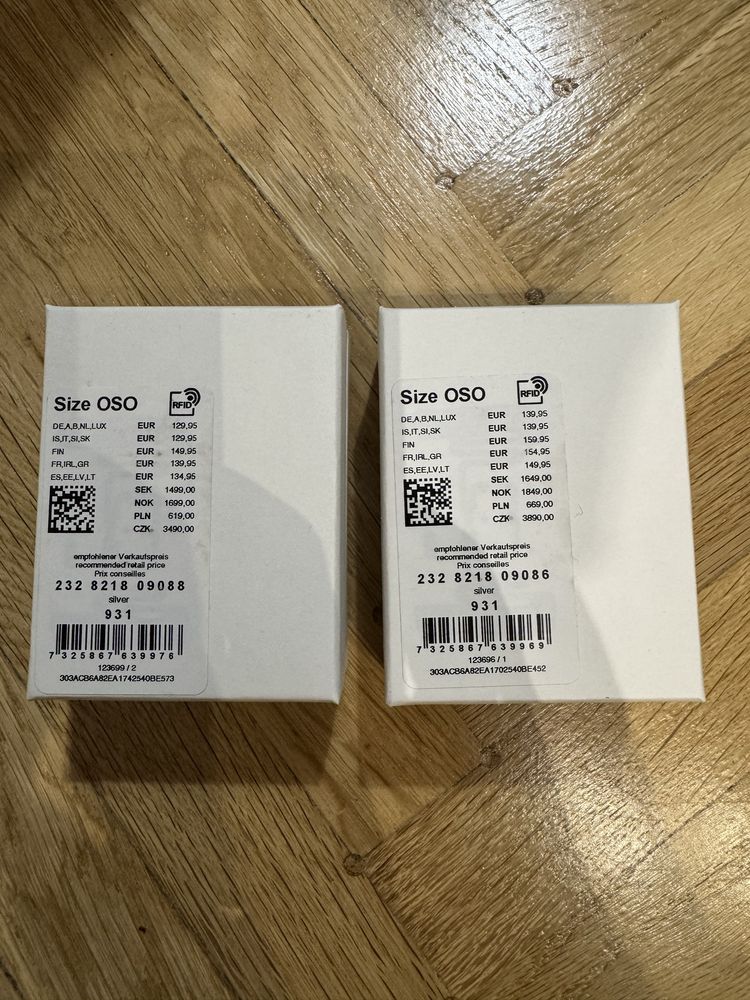 Size OSO
RFID
DE,A,B,NL,LUX EUR 129,95
IS,IT,SI,SK EUR 129,95
FIN EUR 149,95
FR,IRL,GR EUR 139,95
ES,EE,LV,LT EUR 134,95
SEK 1499,00
NOK 1699,00
PLN 619,00
CZK 3490,00
empfohlener Verkaufspreis
recommended retail price
Prix conseilles
232 8218 09088
silver
931
7 325867 639976
123699 / 2
303ACB6A82EA1742540BE573
Size OSO
RFID
DE,A,B,NL,LUX EUR 139,95
IS,IT,SI,SK EUR 139,95
FIN EUR 159,95
FR,IRL,GR EUR 154,95
ES,EE,LV,LT EUR 149,95
SEK 1649,00
NOK 1849,00
PLN 669,00
CZK 3890,00
empfohlener Verkaufspreis
recommended retail price
Prix conseilles
232 8218 09086
silver
931
7 325867 639969
123696 / 1
303ACB6A82EA1702540BE452